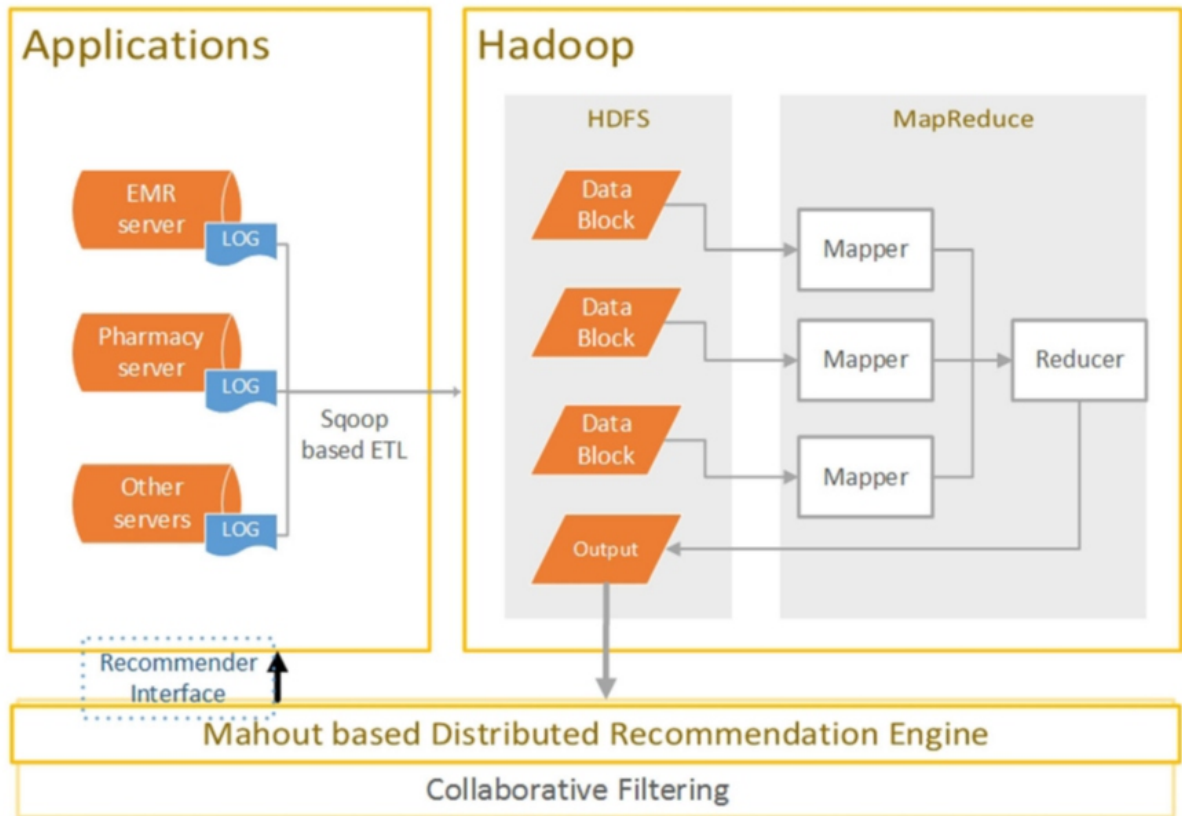 Applications
EMR
server
LOG
Pharmacy
server
LOG
Sqoop
based ETL
Other
servers
LOG
Hadoop
HDFS
MapReduce
Data
Block
Mapper
Data
Block
Mapper
Reducer
Data
Block
Mapper
Output
Recommender
Interface
Mahout based Distributed Recommendation Engine
Collaborative Filtering